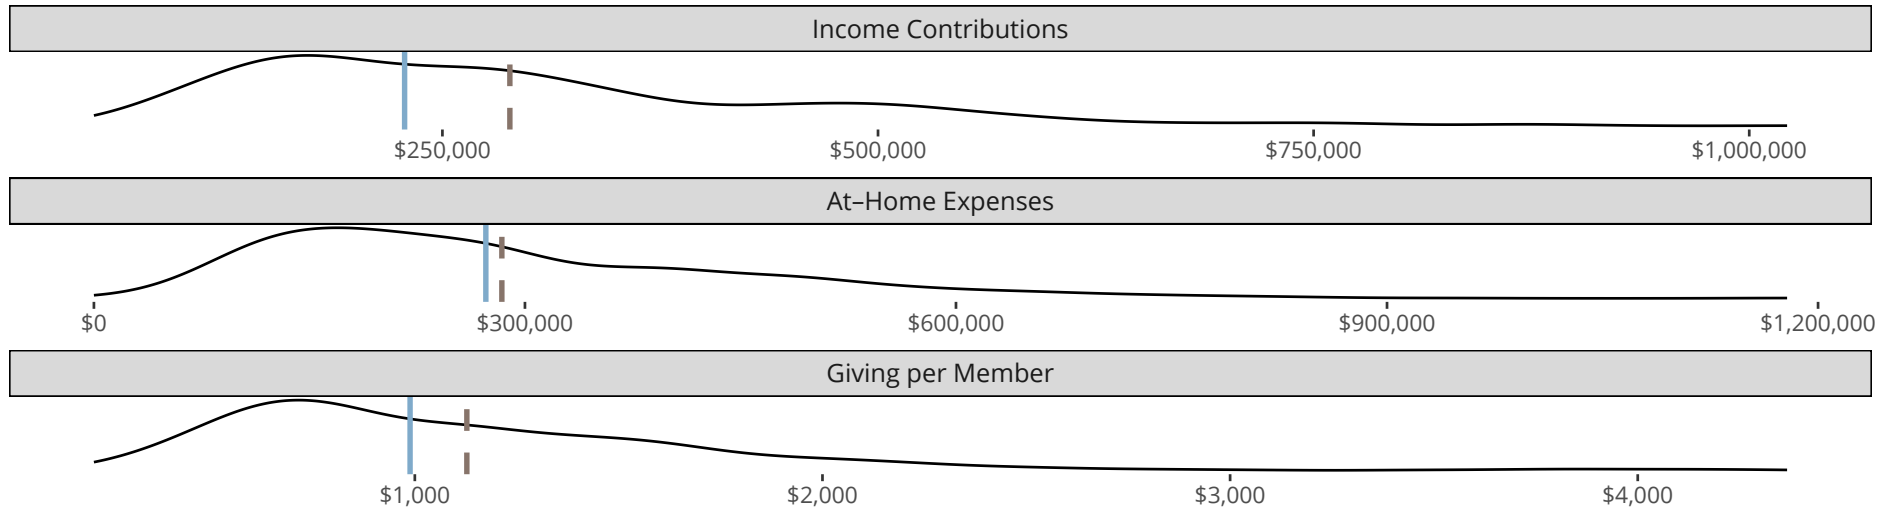 Income Contributions
$250,000 $500,000 $750,000 $1,000,000
At–Home Expenses
$0 $300,000 $600,000 $900,000 $1,200,000
Giving per Member
$1,000 $2,000 $3,000 $4,000